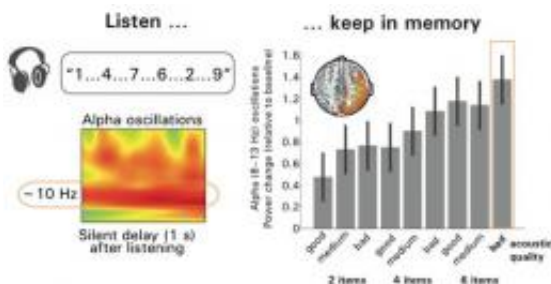 Listen ...
"1...4...7...6...2...9"
Alpha oscillations
~10 Hz
Silent delay (1 s)
after listening
... keep in memory
Alpha (8–13 Hz) oscillations
Power change (relative to baseline)
1.6
1.4
1.2
1
0.8
0.6
0.4
0.2
0
good
medium
bad
good
medium
bad
good
medium
bad
acoustic
quality
2 items
4 items
6 items